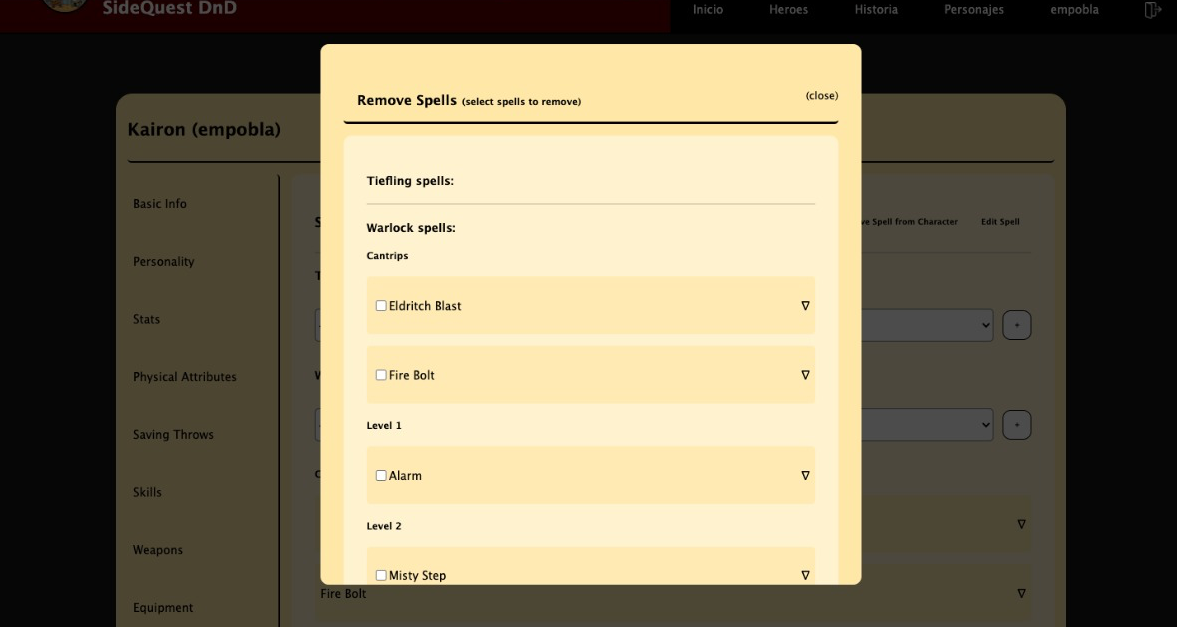 SideQuest DnD
Inicio Heroes Historia Personajes empobla
Remove Spells (select spells to remove)
(close)
Kairon (empobla)
Tiefling spells:
Basic Info
Spell from Character Edit Spell
Warlock spells:
Cantrips
Personality
Eldritch Blast
Stats
+
Fire Bolt
Physical Attributes
Level 1
+
Saving Throws
Alarm
Skills
Level 2
Weapons
Misty Step
Fire Bolt
Equipment